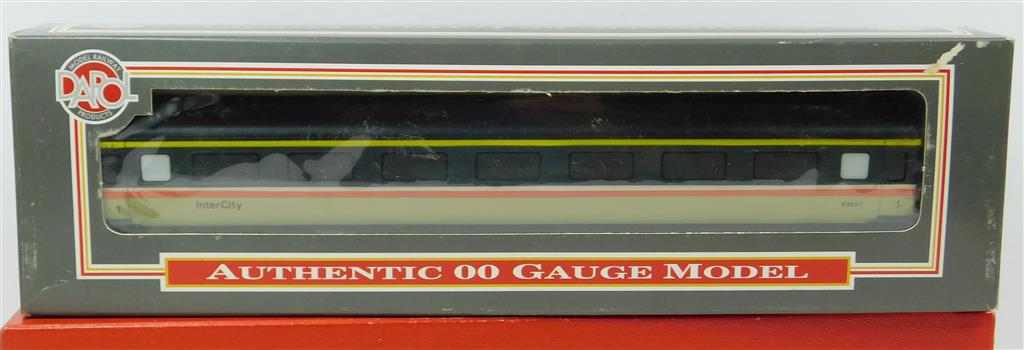 MODEL RAILWAY
DAPOL
PRODUCTS
1
InterCity
1
AUTHENTIC 00 GAUGE MODEL